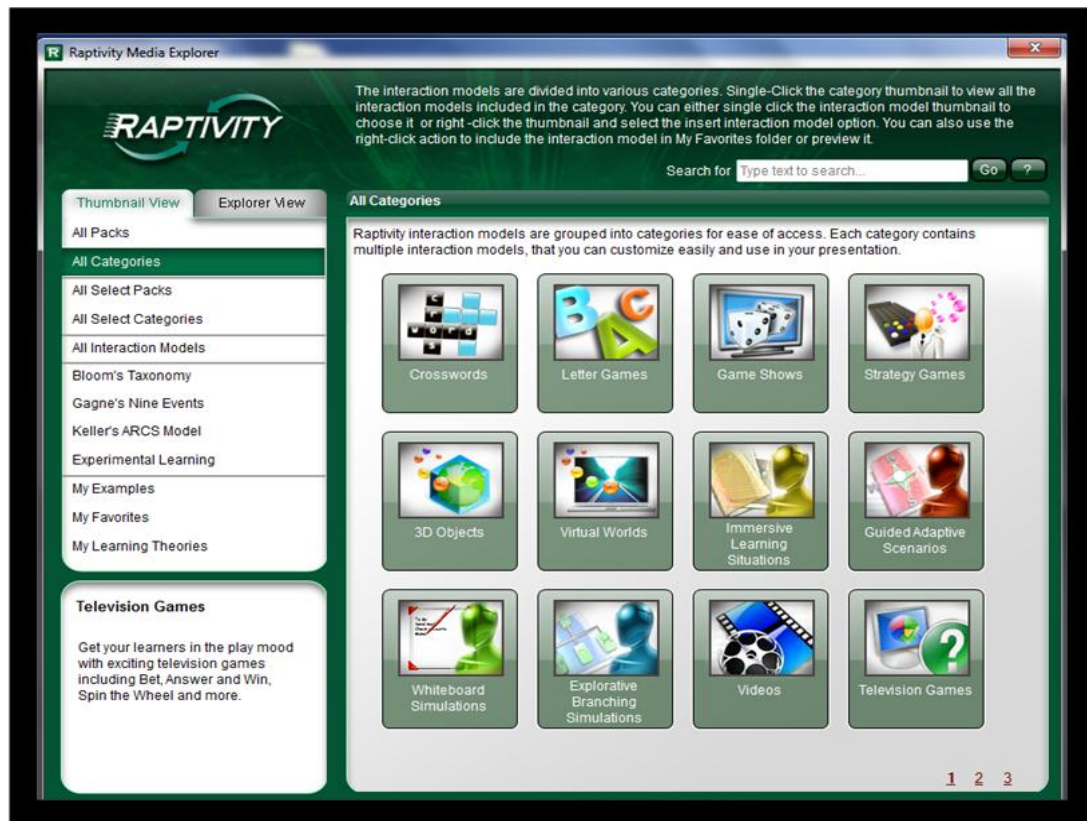 Raptivity Media Explorer
RAPTIVITY
The interaction models are divided into various categories. Single-Click the category thumbnail to view all the
interaction models included in the category. You can either single click the interaction model thumbnail to
choose it or right -click the thumbnail and select the insert interaction model option. You can also use the
right-click action to include the interaction model in My Favorites folder or preview it.
Search for Type text to search... Go ?
Thumbnail View Explorer View
All Packs
All Categories
All Select Packs
All Select Categories
All Interaction Models
Bloom's Taxonomy
Gagne's Nine Events
Keller's ARCS Model
Experimental Learning
My Examples
My Favorites
My Learning Theories
Television Games
Get your learners in the play mood
with exciting television games
including Bet, Answer and Win,
Spin the Wheel and more.
All Categories
Raptivity interaction models are grouped into categories for ease of access. Each category contains
multiple interaction models, that you can customize easily and use in your presentation.
Crosswords
Letter Games
Game Shows
Strategy Games
3D Objects
Virtual Worlds
Immersive
Learning
Situations
Guided Adaptive
Scenarios
Whiteboard
Simulations
Explorative
Branching
Simulations
Videos
Television Games
1 2 3